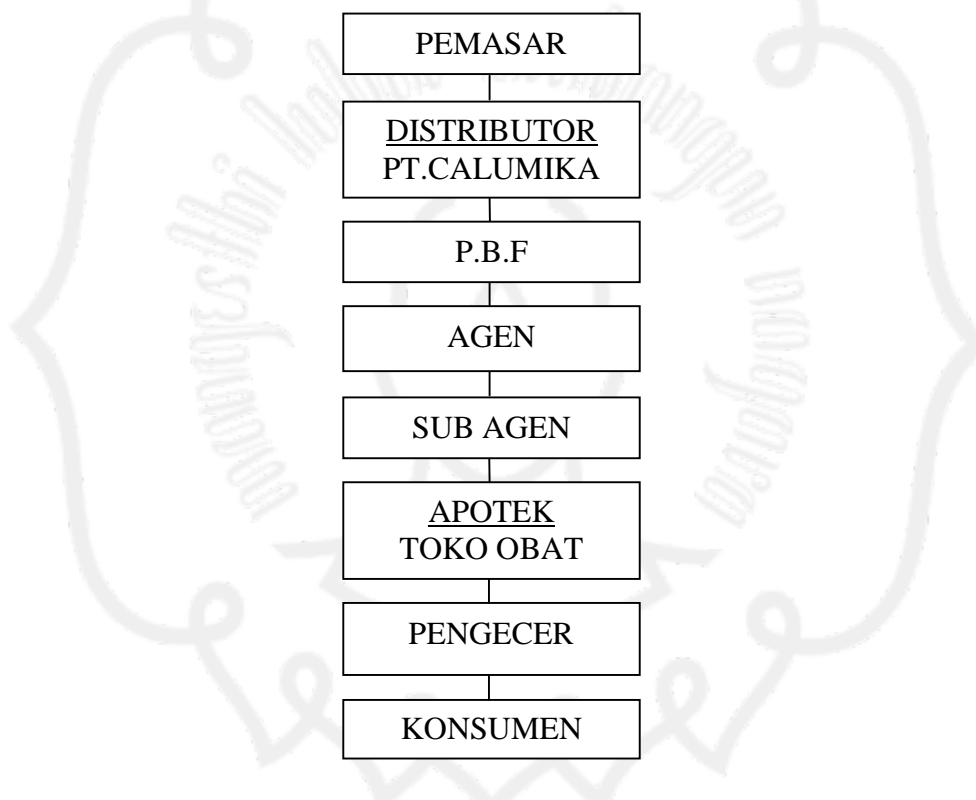 PEMASAR
DISTRIBUTOR
PT.CALUMIKA
P.B.F
AGEN
SUB AGEN
APOTEK
TOKO OBAT
PENGECER
KONSUMEN